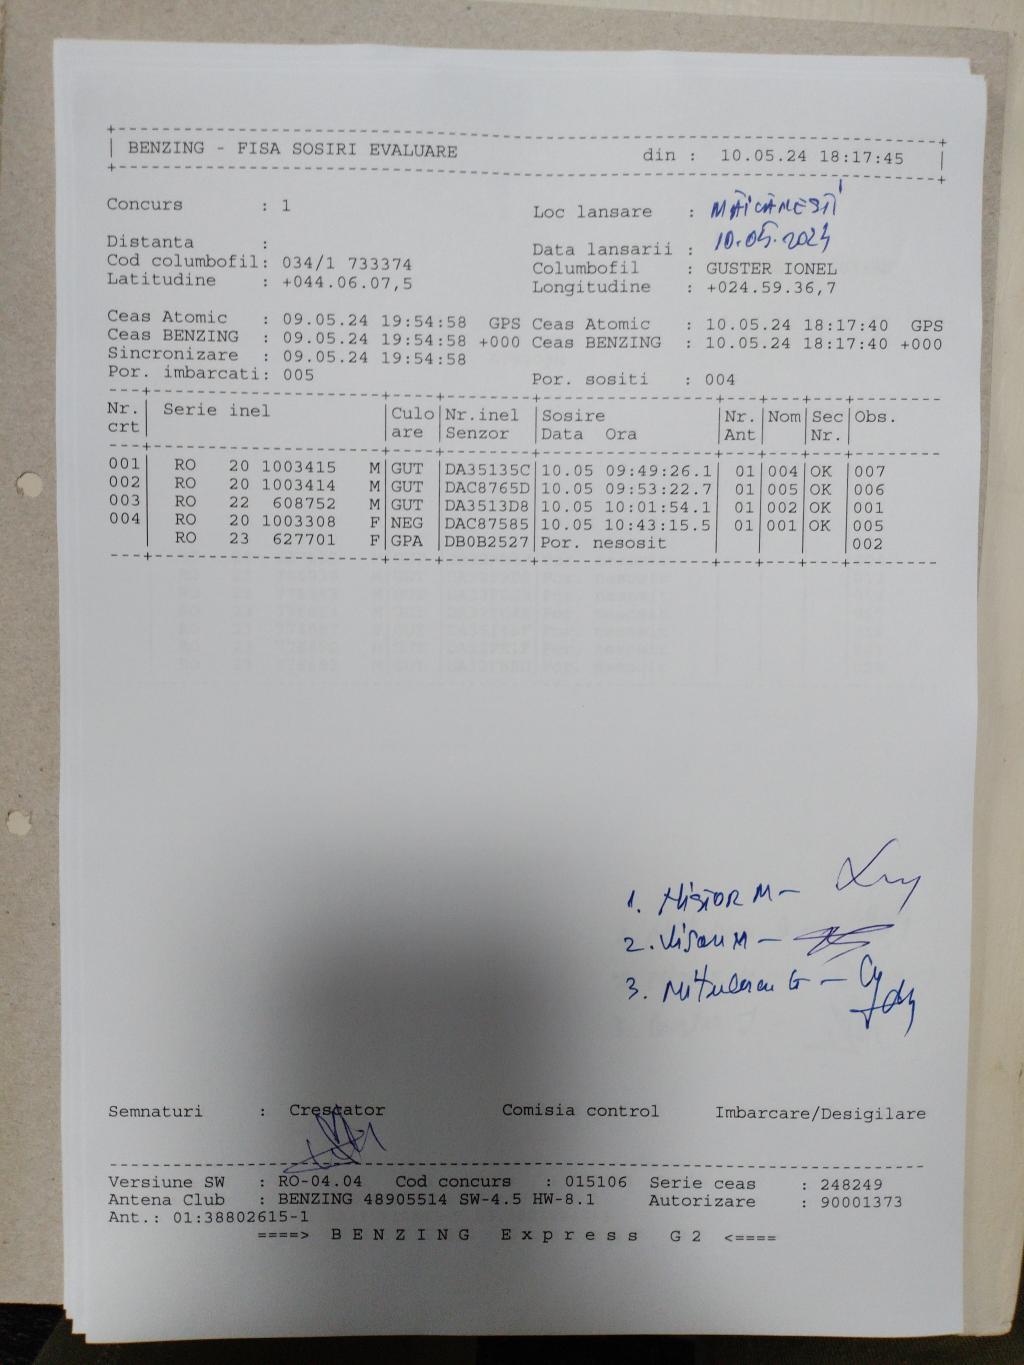 BENZING - FISA SOSIRI EVALUARE din : 10.05.24 18:17:45
Concurs : 1 Loc lansare : MĂICĂNEȘTI
Distanta : Data lansarii : 10.05.2024
Cod columbofil: 034/1 733374 Columbofil : GUSTER IONEL
Latitudine : +044.06.07,5 Longitudine : +024.59.36,7
Ceas Atomic : 09.05.24 19:54:58 GPS Ceas Atomic : 10.05.24 18:17:40 GPS
Ceas BENZING : 09.05.24 19:54:58 +000 Ceas BENZING : 10.05.24 18:17:40 +000
Sincronizare : 09.05.24 19:54:58
Por. imbarcati: 005 Por. sositi : 004
Nr. Serie inel Culo Nr.inel Sosire Nr. Nom Sec Obs.
crt are Senzor Data Ora Ant Nr.
001 RO 20 1003415 M GUT DA35135C 10.05 09:49:26.1 01 004 OK 007
002 RO 20 1003414 M GUT DAC8765D 10.05 09:53:22.7 01 005 OK 006
003 RO 22 608752 M GUT DA3513D8 10.05 10:01:54.1 01 002 OK 001
004 RO 20 1003308 F NEG DAC87585 10.05 10:43:15.5 01 001 OK 005
RO 23 627701 F GPA DB0B2527 Por. nesosit 002
1. NISTOR M -
2. Vișan M -
3. Mitulescu G -
Semnaturi : Crescator Comisia control Imbarcare/Desigilare
Versiune SW : RO-04.04 Cod concurs : 015106 Serie ceas : 248249
Antena Club : BENZING 48905514 SW-4.5 HW-8.1 Autorizare : 90001373
Ant.: 01:38802615-1
====> B E N Z I N G E x p r e s s G 2 <====